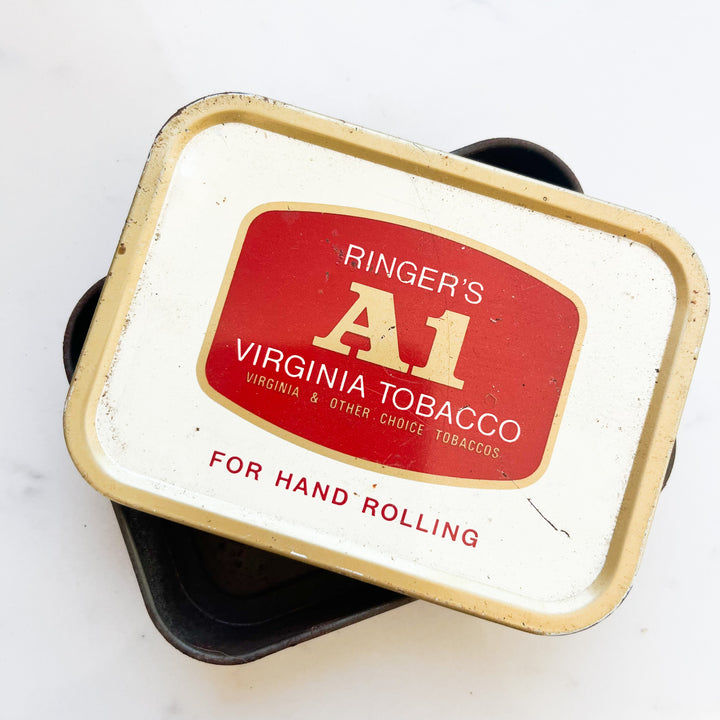 RINGER'S
A1
VIRGINIA TOBACCO
VIRGINIA & OTHER CHOICE TOBACCOS
FOR HAND ROLLING